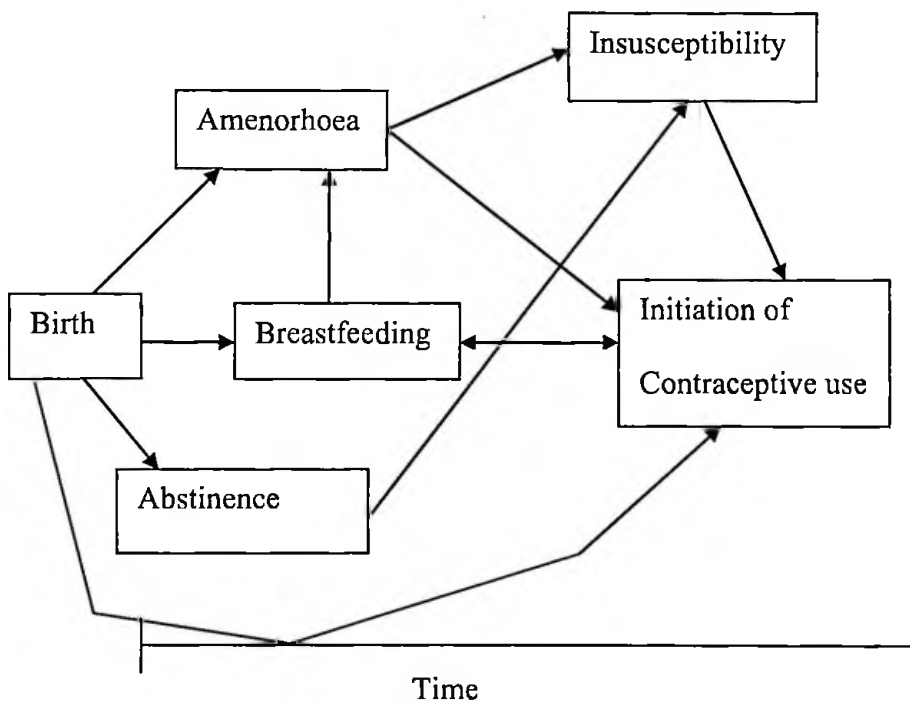 Insusceptibility
Amenorhoea
Birth
Breastfeeding
Initiation of
Contraceptive use
Abstinence
Time